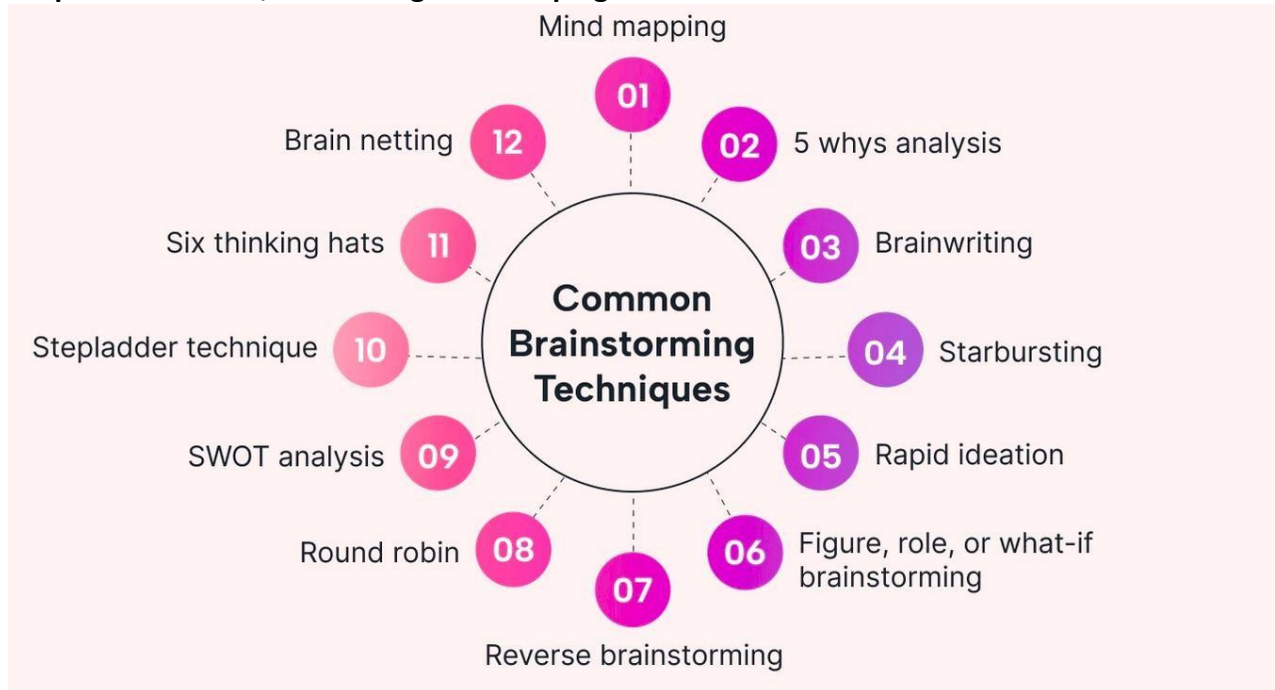 Mind mapping
01
02
5 whys analysis
03
Brainwriting
04
Starbursting
05
Rapid ideation
06
Figure, role, or what-if
brainstorming
07
Reverse brainstorming
08
Round robin
09
SWOT analysis
10
Stepladder technique
11
Six thinking hats
12
Brain netting
Common
Brainstorming
Techniques